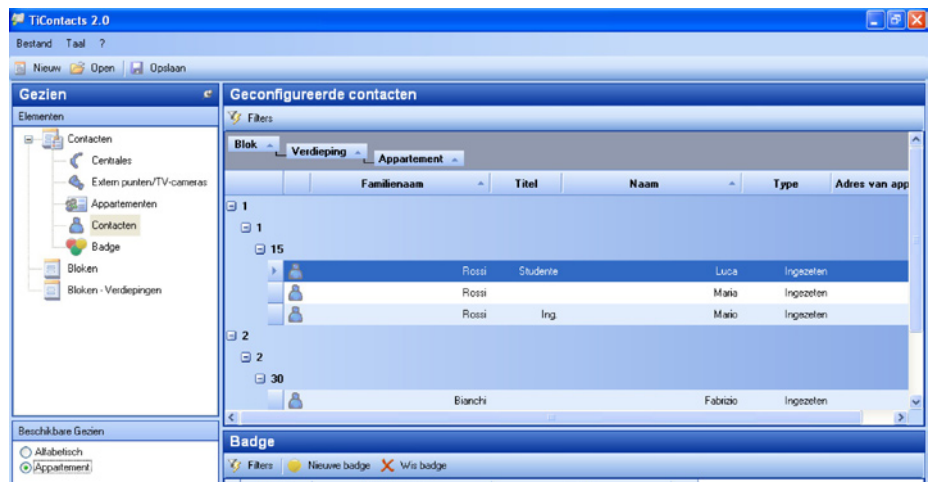 TiContacts 2.0
Bestand Taal ?
Nieuw Open Opslaan
Gezien
Elementen
Contacten
Centrales
Extern punten/TV-cameras
Appartementen
Contacten
Badge
Bloken
Bloken - Verdiepingen
Beschikbare Gezien
Alfabetisch
Appartement
Geconfigureerde contacten
Filters
Blok Verdieping Appartement
Familienaam Titel Naam Type Adres van app
1
1
15
Rossi Studente Luca Ingezeten
Rossi Maria Ingezeten
Rossi Ing. Mario Ingezeten
2
2
30
Bianchi Fabrizio Ingezeten
Badge
Filters Nieuwe badge Wis badge